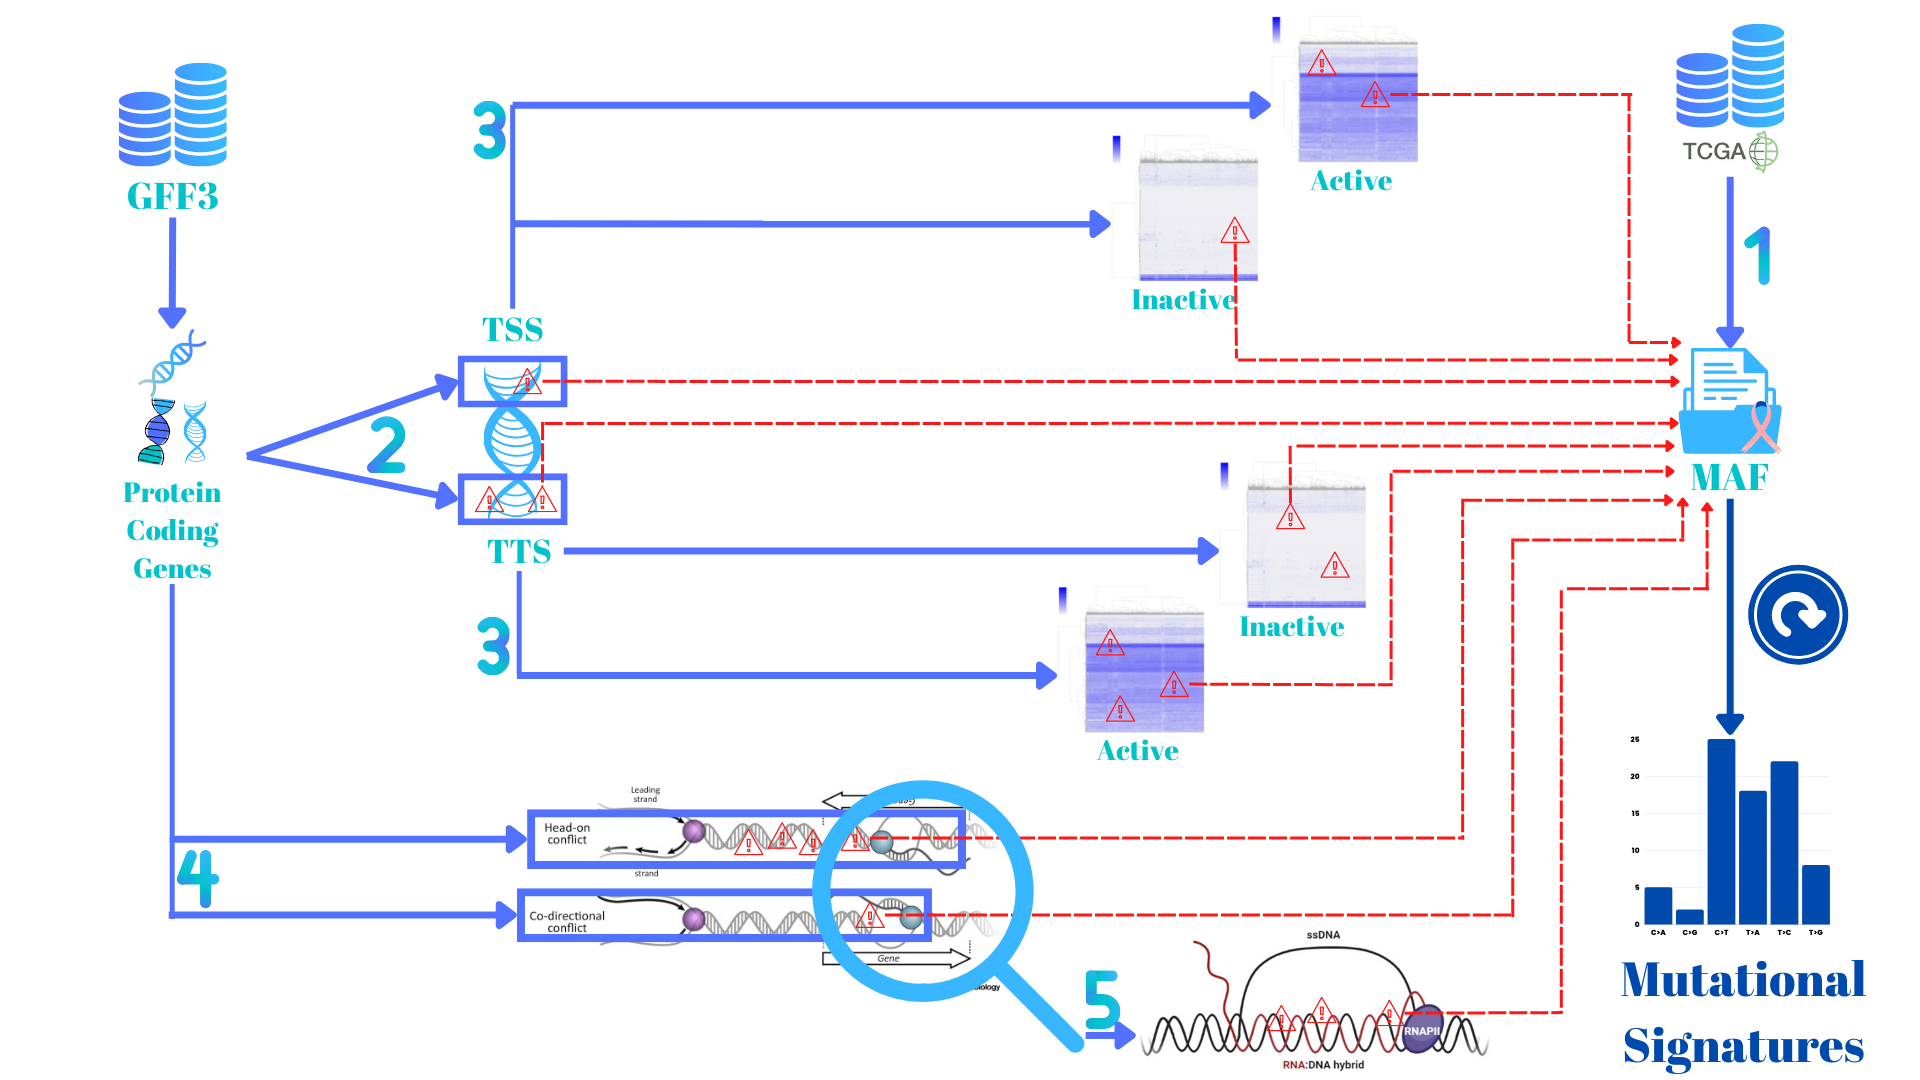 3
TCGA
GFF3
Active
1
Inactive
TSS
2
MAF
Protein
Coding
Genes
TTS
3
Inactive
Active
25
20
15
10
5
0
C>A C>G C>T T>A T>C T>G
Mutational
Signatures
Leading
strand
Head-on
conflict
strand
4
Co-directional
conflict
Gene
5
ssDNA
RNAPII
RNA:DNA hybrid